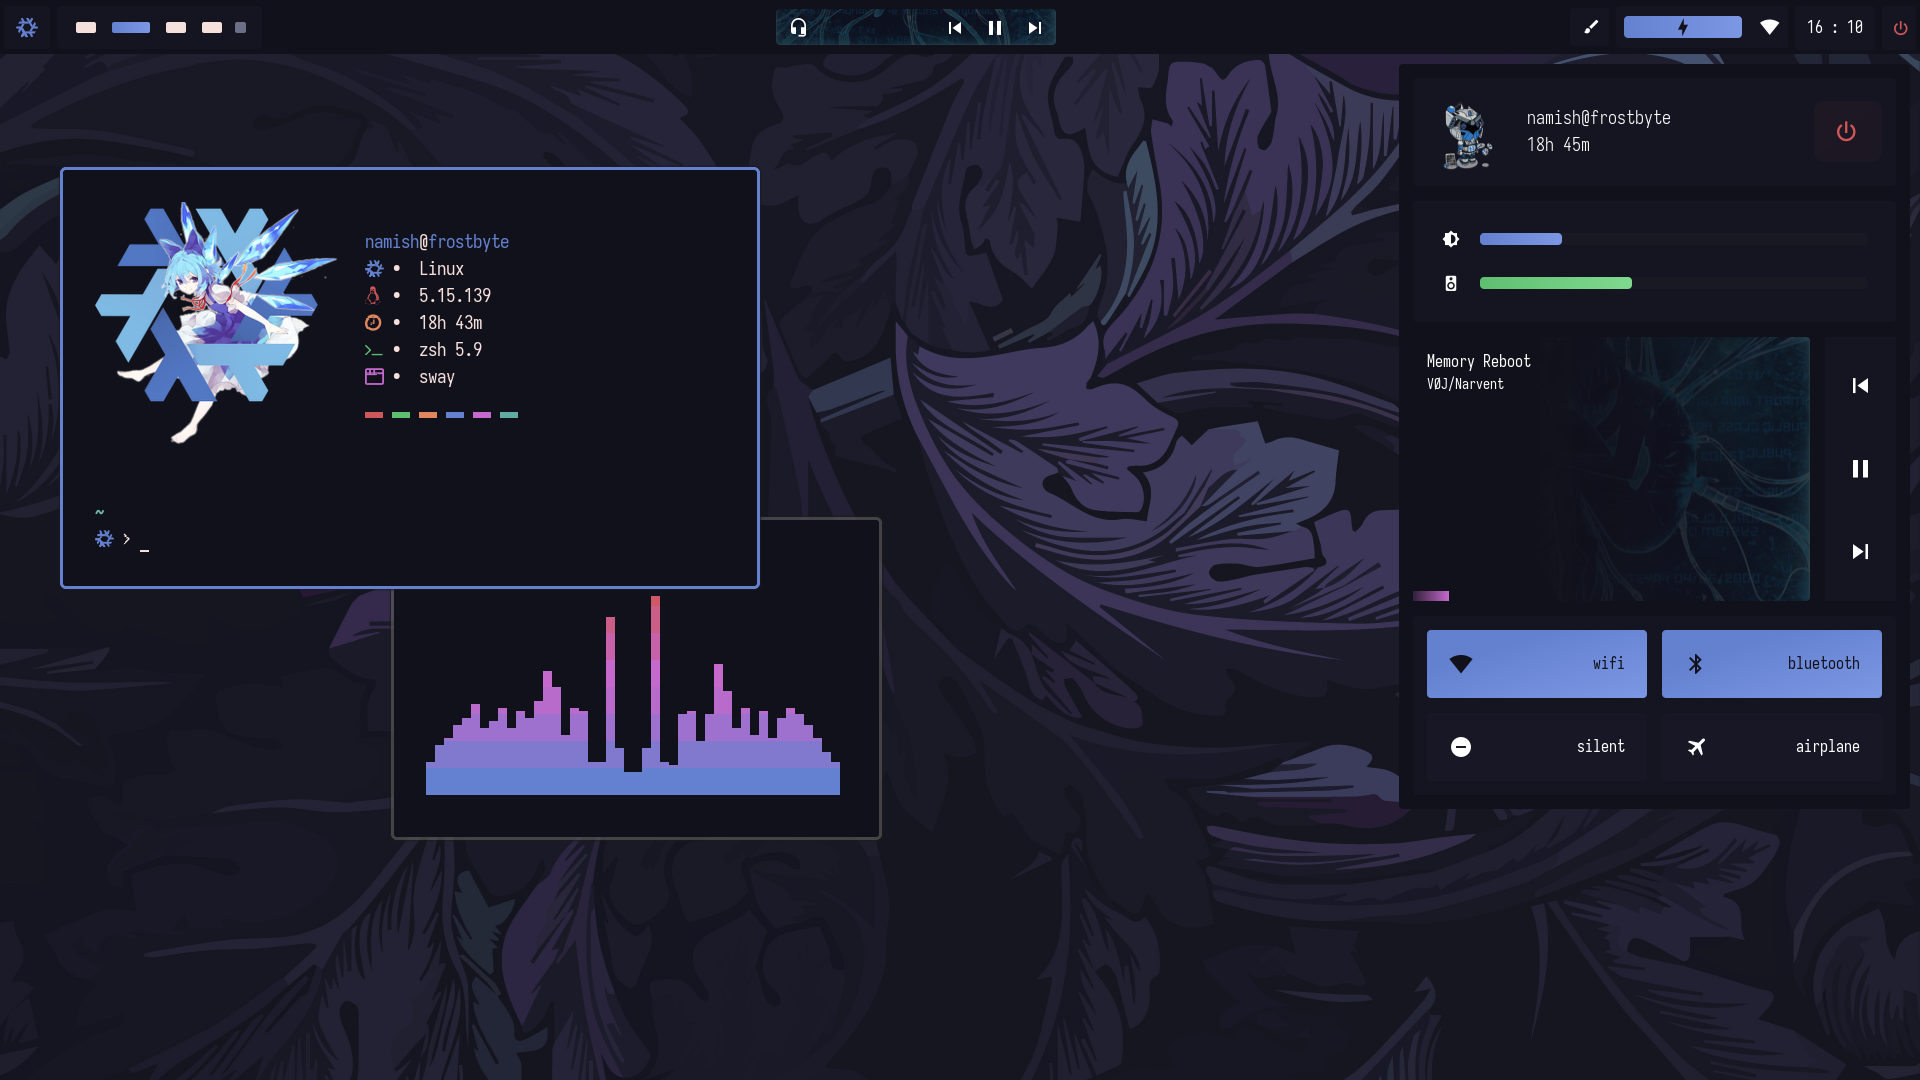 16 : 10
namish@frostbyte
18h 45m
namish@frostbyte
• Linux
• 5.15.139
• 18h 43m
• zsh 5.9
• sway
~
> _
Memory Reboot
VØJ/Narvent
wifi
bluetooth
silent
airplane